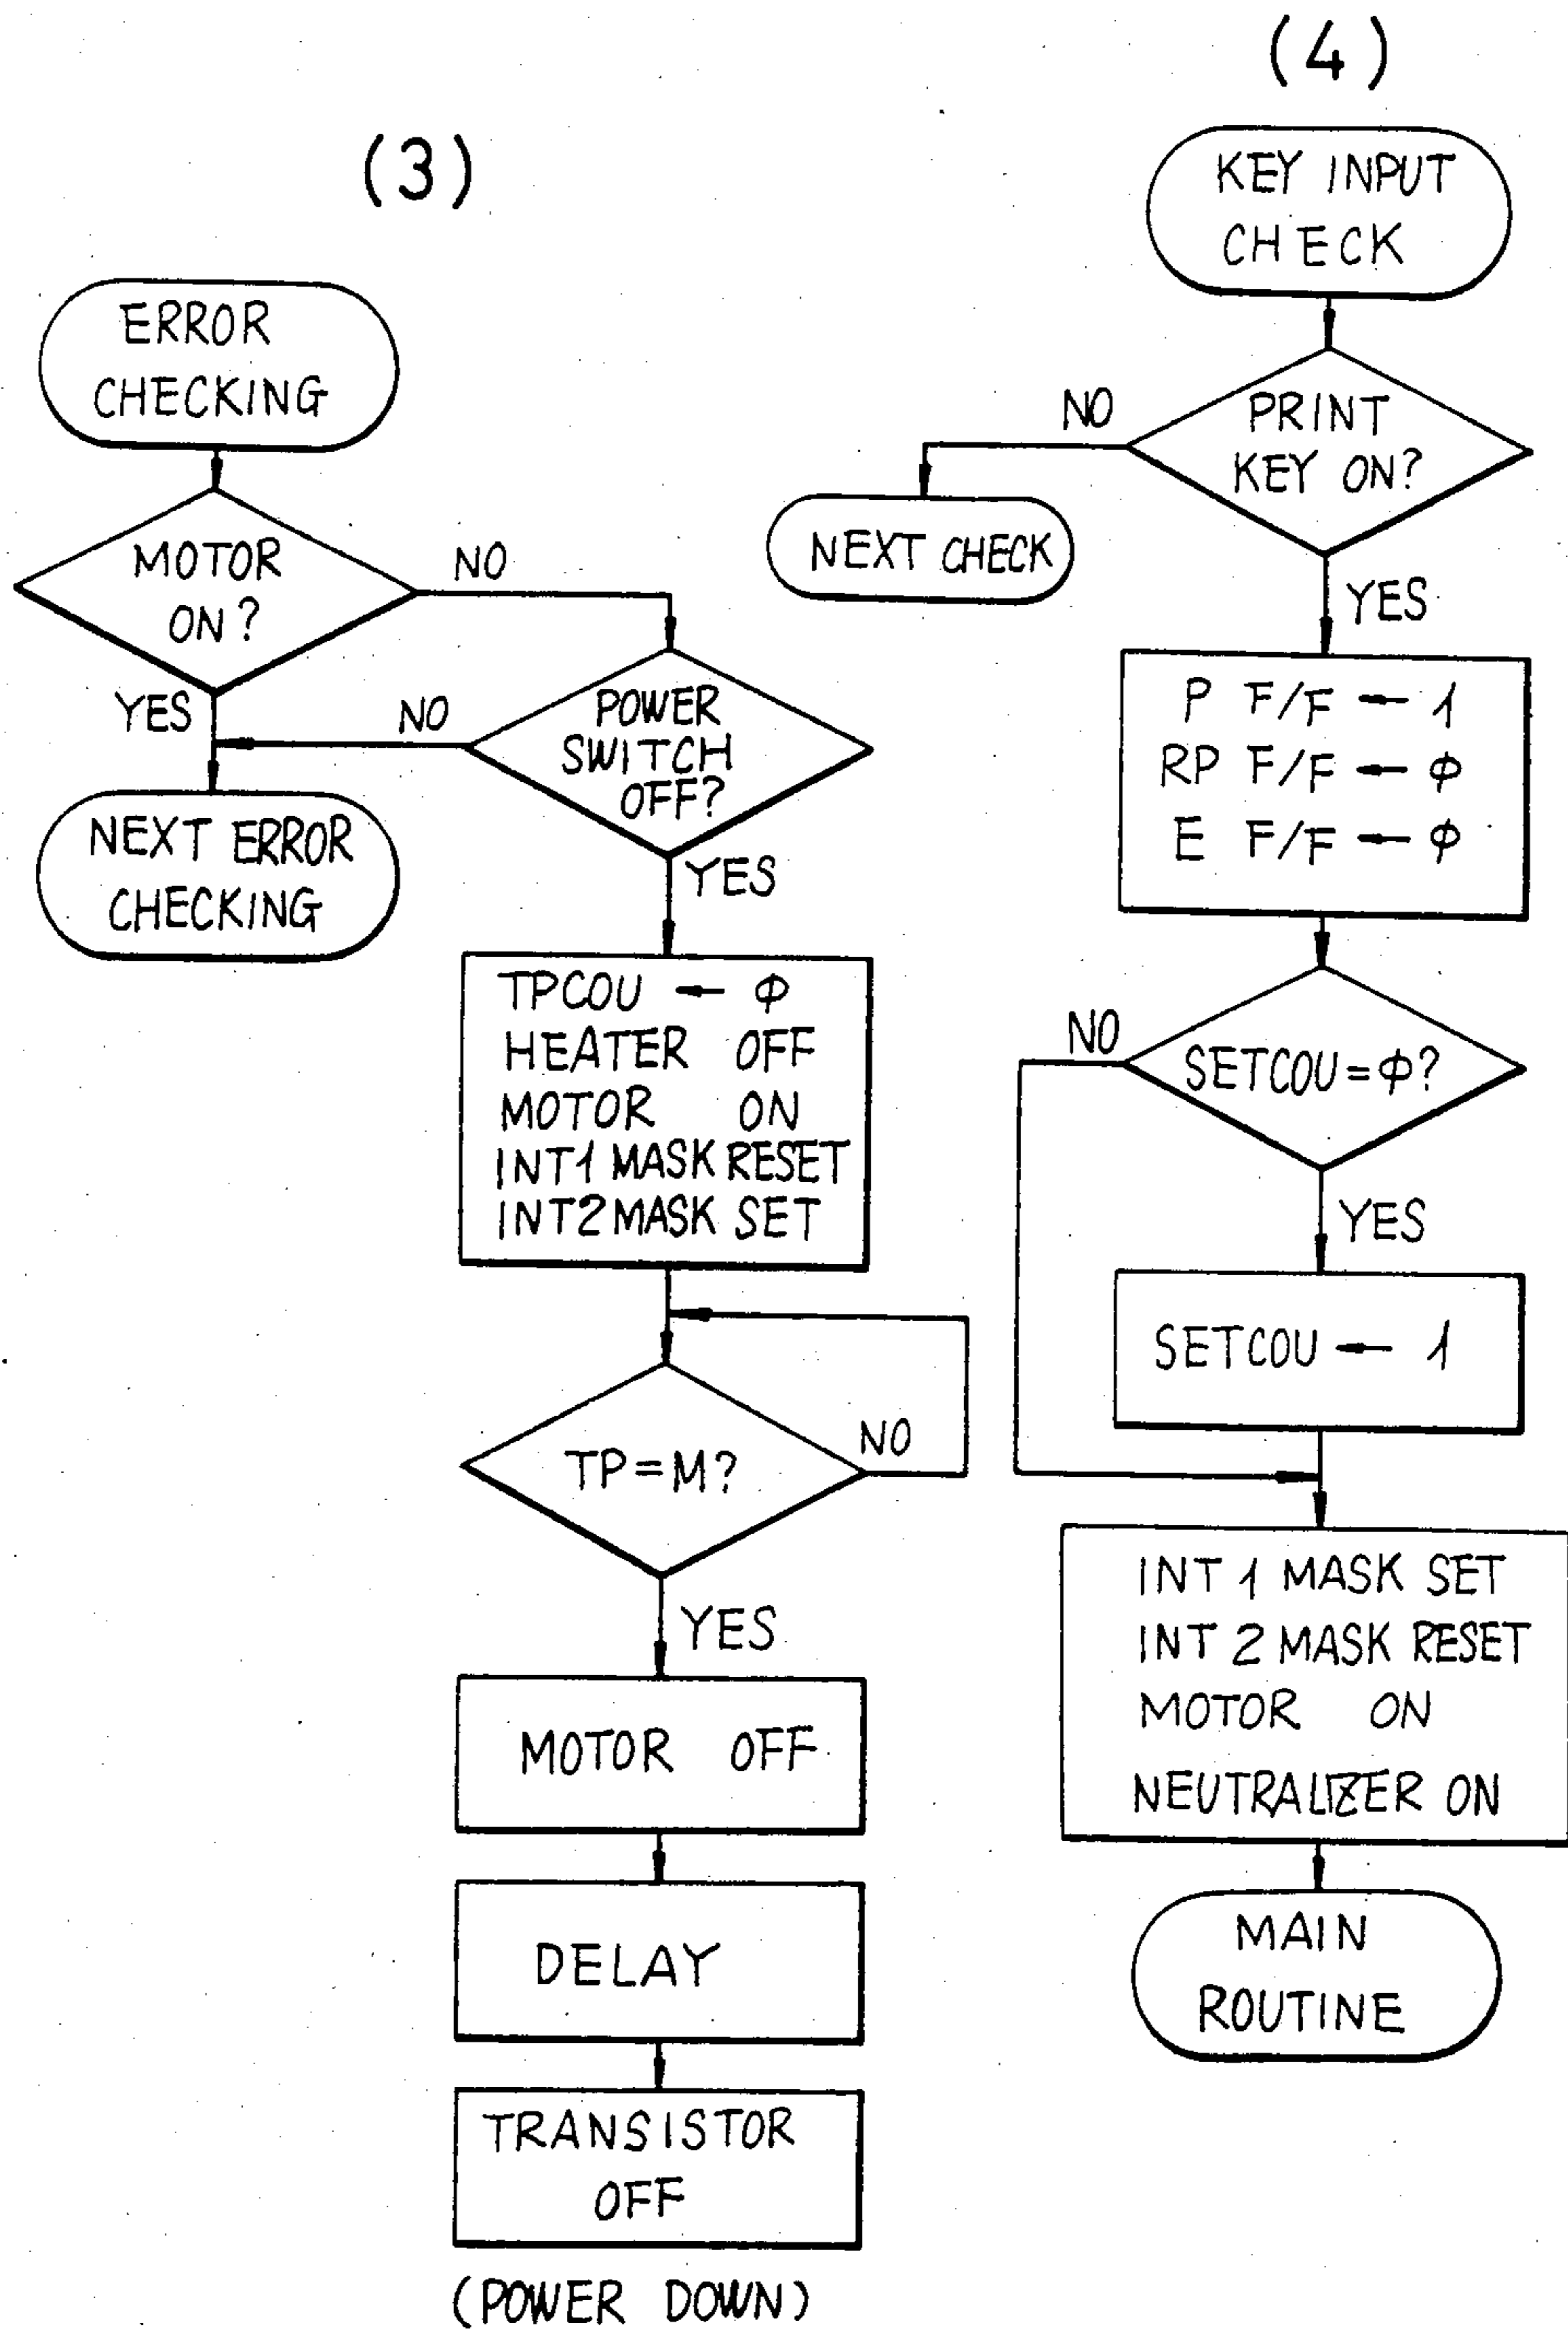 (3)
ERROR
CHECKING
MOTOR
ON?
NO
YES
NO
POWER
SWITCH
OFF?
NEXT ERROR
CHECKING
YES
TPCOU ← ϕ
HEATER OFF
MOTOR ON
INT1 MASK RESET
INT2 MASK SET
TP=M?
NO
YES
MOTOR OFF
DELAY
TRANSISTOR
OFF
(POWER DOWN)
(4)
KEY INPUT
CHECK
PRINT
KEY ON?
NO
NEXT CHECK
YES
P F/F ← 1
RP F/F ← ϕ
E F/F ← ϕ
NO
SETCOU=ϕ?
YES
SETCOU ← 1
INT 1 MASK SET
INT 2 MASK RESET
MOTOR ON
NEUTRALIZER ON
MAIN
ROUTINE